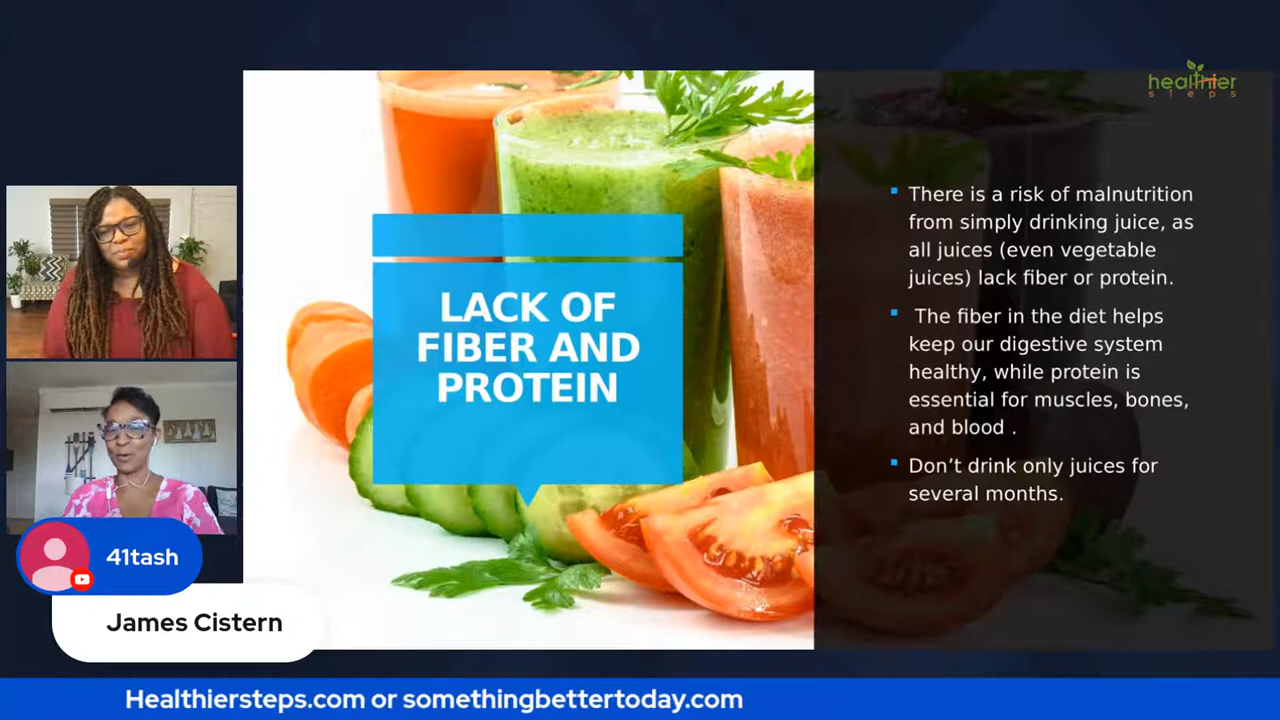 healthier
steps
LACK OF
FIBER AND
PROTEIN
There is a risk of malnutrition
from simply drinking juice, as
all juices (even vegetable
juices) lack fiber or protein.
The fiber in the diet helps
keep our digestive system
healthy, while protein is
essential for muscles, bones,
and blood .
Don’t drink only juices for
several months.
41tash
James Cistern
Healthiersteps.com or somethingbettertoday.com